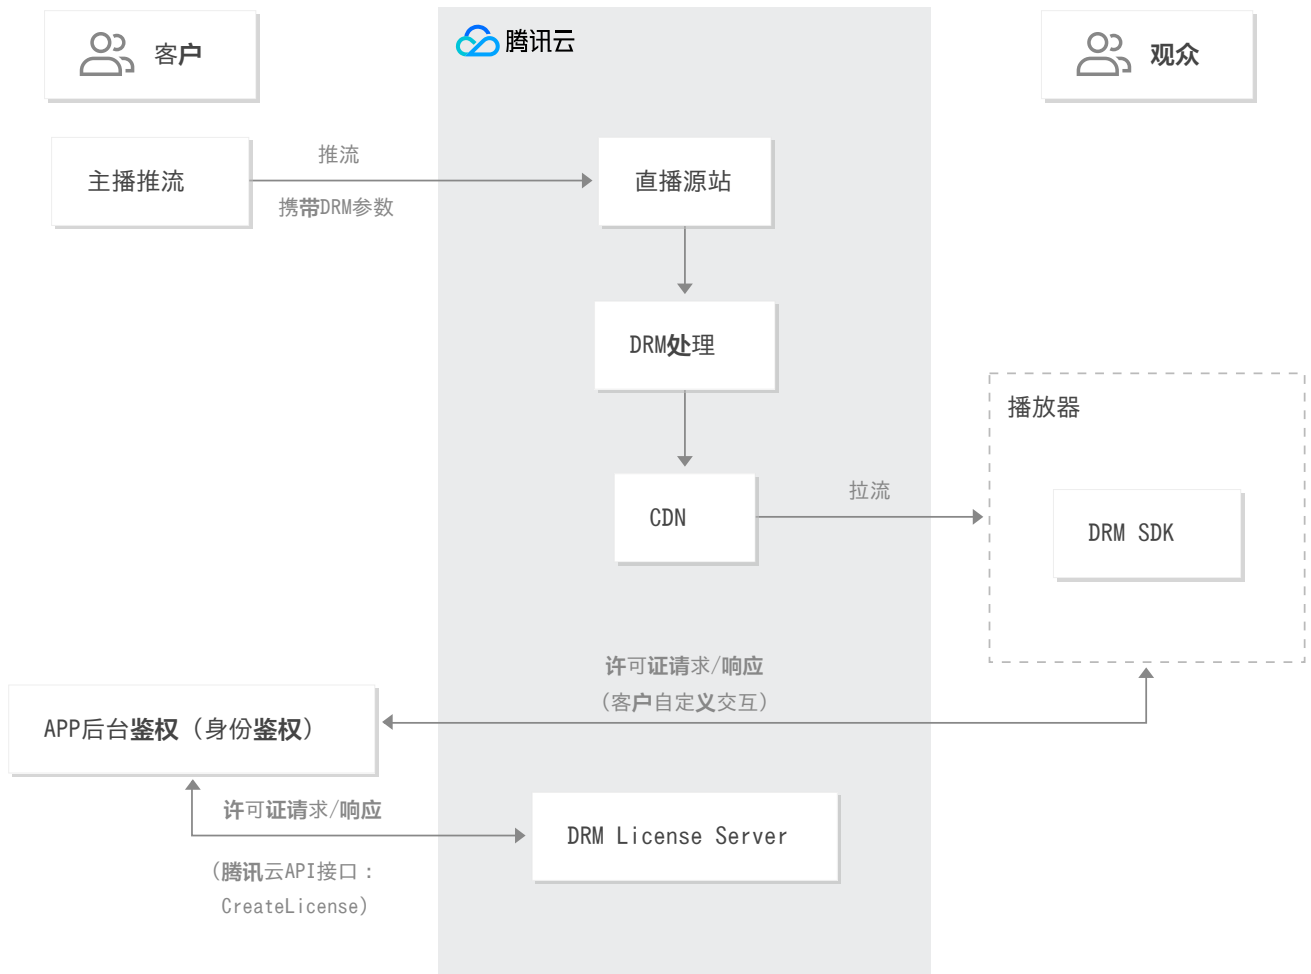 客户
腾讯云
观众
主播推流
推流
携带DRM参数
直播源站
DRM处理
播放器
CDN
拉流
DRM SDK
许可证请求/响应
（客户自定义交互）
APP后台鉴权（身份鉴权）
许可证请求/响应
DRM License Server
（腾讯云API接口：
CreateLicense）